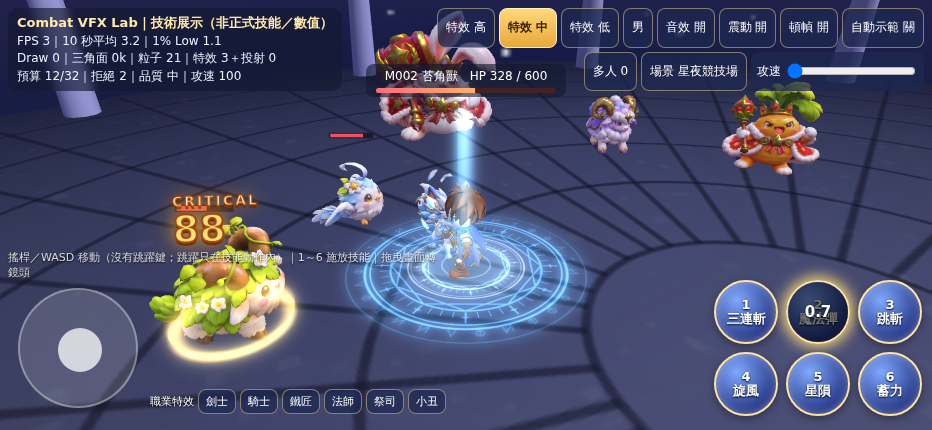 Combat VFX Lab｜技術展示（非正式技能／數值）
FPS 3｜10 秒平均 3.2｜1% Low 1.1
Draw 0｜三角面 0k｜粒子 21｜特效 3＋投射 0
預算 12/32｜拒絕 2｜品質 中｜攻速 100
特效 高
特效 中
特效 低
男
音效 開
震動 開
頓幀 開
自動示範 關
多人 0
場景 星夜競技場
攻速
M002 苔角獸 HP 328 / 600
CRITICAL
88
搖桿／WASD 移動（沒有跳躍鍵；跳躍只在技能動作內）｜1～6 施放技能｜拖曳畫面轉
鏡頭
1
三連斬
2
魔法彈
0.7
3
跳斬
4
旋風
5
星隕
6
蓄力
職業特效
劍士
騎士
鐵匠
法師
祭司
小丑